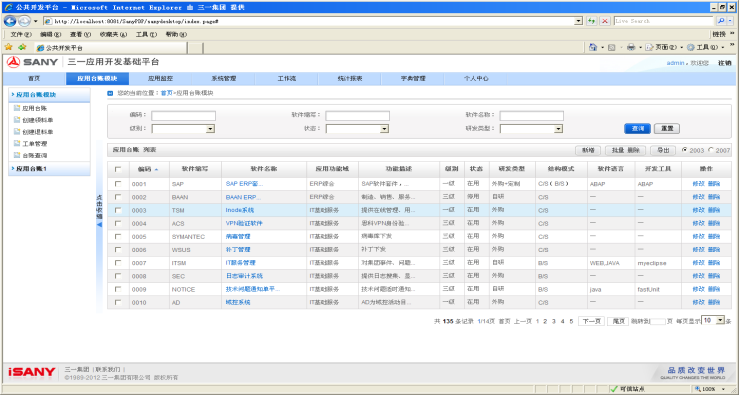 公共开发平台 - Microsoft Internet Explorer 由 三一集团 提供
http://localhost:8081/SanyPDP/sanydesktop/index.page#
Live Search
文件(F) 编辑(E) 查看(V) 收藏夹(A) 工具(T) 帮助(H) 链接 »
公共开发平台 页面(P) 工具(O)
SANY 三一应用开发基础平台 admin, 欢迎您 注销
首页 应用台账模块 应用监控 系统管理 工作流 统计报表 字典管理 个人中心
应用台账模块
应用台账
创建领料单
创建退料单
工单管理
台账查询
应用台账1
点击收缩
您的当前位置：首页>应用台账模块
编码： 软件缩写： 软件名称：
级别： 状态： 研发类型： 查询 重置
应用台账 列表 新增 批量 删除 导出 2003 2007
编码 软件缩写 软件名称 应用功能域 功能描述 级别 状态 研发类型 结构模式 软件语言 开发工具 操作
0001 SAP SAP ERP管... ERP综合 SAP软件套件，... 一级 在用 外购+定制 C/S（B/S） ABAP ABAP 修改 删除
0002 BAAN BAAN ERP... ERP综合 制造、销售、服务... 三级 停用 自研 C/S — — 修改 删除
0003 TSM Inode系统 IT基础服务 提供在线管理、用... 一级 在用 外购 C/S — — 修改 删除
0004 ACS VPN验证软件 IT基础服务 思科VPN身份验... 三级 在用 外购 C/S — — 修改 删除
0005 SYMANTEC 病毒管理 IT基础服务 病毒库下发 三级 在用 外购 C/S — — 修改 删除
0006 WSUS 补丁管理 IT基础服务 补丁下发 三级 在用 外购 C/S — — 修改 删除
0007 ITSM IT服务管理 IT基础服务 对集团事件、问题... 二级 在用 自研 B/S WEB,JAVA myeclipse 修改 删除
0008 SEC 日志审计系统 IT基础服务 提供日志搜集、显... 三级 在用 外购 B/S — — 修改 删除
0009 NOTICE 技术问题通知单平... IT基础服务 技术问题适时通知... 三级 在用 自研 B/S java fastUnit 修改 删除
0010 AD 域控系统 IT基础服务 AD为域控活动目... 一级 在用 外购 C/S — — 修改 删除
共 135 条记录 1/14页 首页 上一页 1 2 3 4 5 下一页 尾页 跳转到 页 每页显示 10 条
iSANY 三一集团 [联系我们]
©1989-2012 三一集团有限公司 版权所有
品质改变世界
QUALITY CHANGES THE WORLD
可信站点 100%